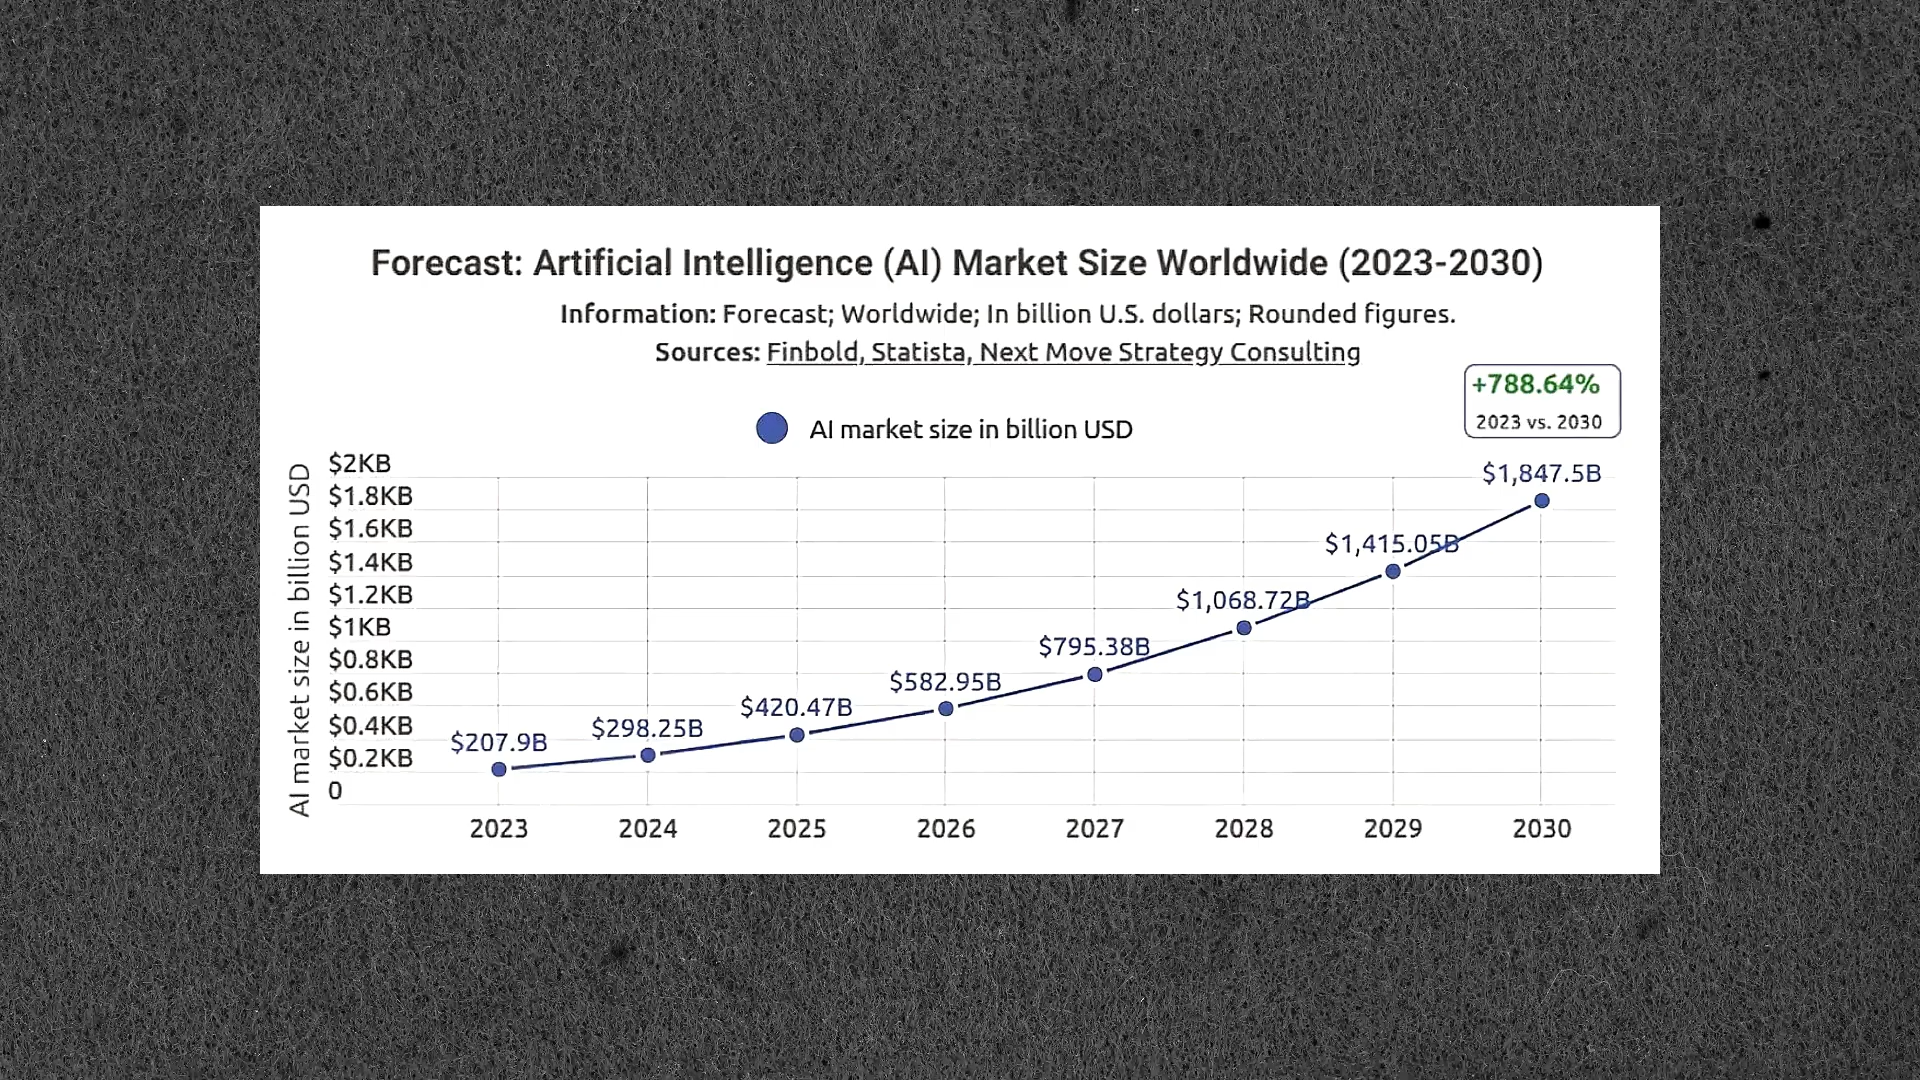 Forecast: Artificial Intelligence (AI) Market Size Worldwide (2023-2030)
Information: Forecast; Worldwide; In billion U.S. dollars; Rounded figures.
Sources: Finbold, Statista, Next Move Strategy Consulting
+788.64%
2023 vs. 2030
AI market size in billion USD
AI market size in billion USD
$2KB
$1.8KB
$1.6KB
$1.4KB
$1.2KB
$1KB
$0.8KB
$0.6KB
$0.4KB
$0.2KB
0
$207.9B
$298.25B
$420.47B
$582.95B
$795.38B
$1,068.72B
$1,415.05B
$1,847.5B
2023 2024 2025 2026 2027 2028 2029 2030